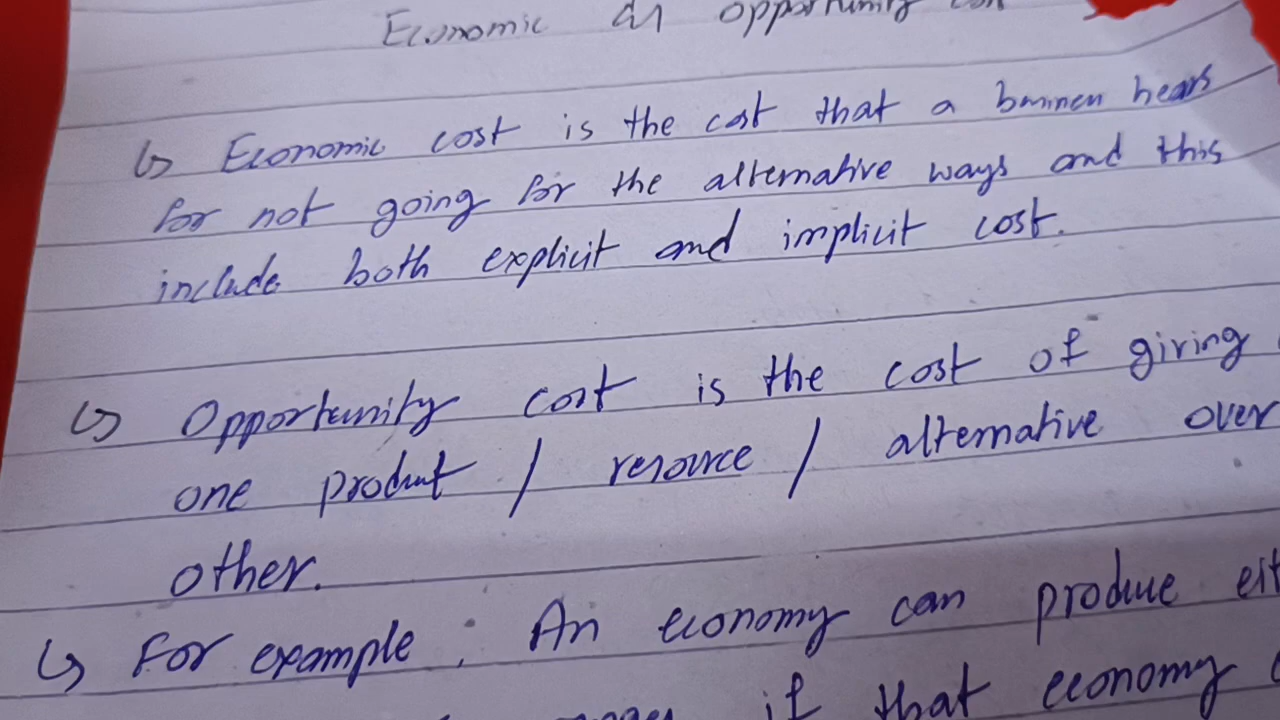 Economic opportunity
↳ Economic cost is the cost that a business bears
for not going for the alternative ways and this
include both explicit and implicit cost.
↳ Opportunity cost is the cost of giving
one product / resource / alternative over
other.
↳ For example : An economy can produce eit
if that economy